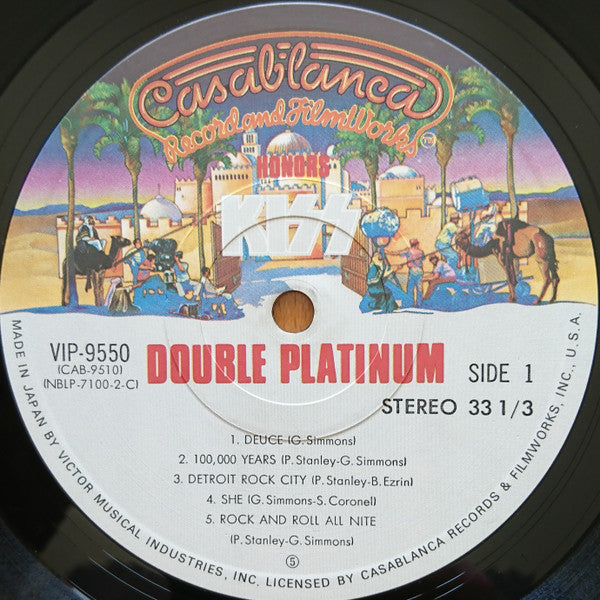 Casablanca
Record and FilmWorks
TM
HONORS
KISS
VIP-9550
(CAB-9510)
(NBLP-7100-2-C)
DOUBLE PLATINUM
SIDE 1
STEREO 33 1/3
1. DEUCE (G. Simmons)
2. 100,000 YEARS (P. Stanley-G. Simmons)
3. DETROIT ROCK CITY (P. Stanley-B. Ezrin)
4. SHE (G. Simmons-S. Coronel)
5. ROCK AND ROLL ALL NITE
(P. Stanley-G. Simmons)
5
MADE IN JAPAN BY VICTOR MUSICAL INDUSTRIES, INC. LICENSED BY CASABLANCA RECORDS & FILMWORKS, INC., U.S.A.